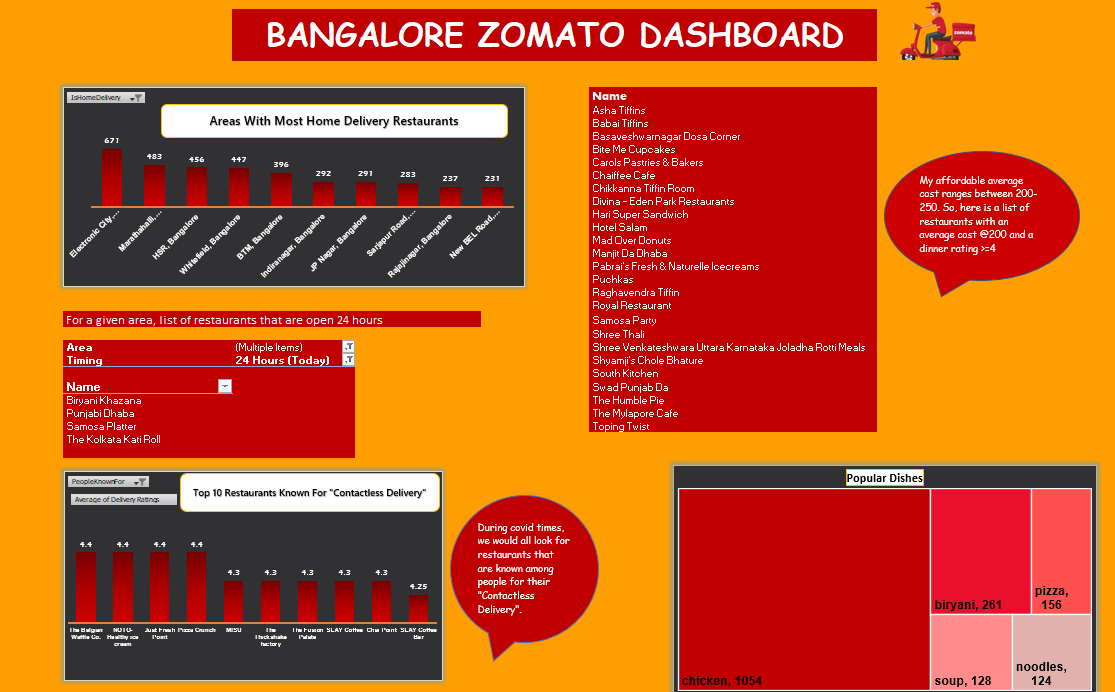 BANGALORE ZOMATO DASHBOARD
zomato
IsHomeDelivery
Areas With Most Home Delivery Restaurants
671
483
456
447
396
292
291
283
237
231
Electronic City,...
Marathahalli,...
HSR, Bangalore
Whitefield, Bangalore
BTM, Bangalore
Indiranagar, Bangalore
JP Nagar, Bangalore
Sarjapur Road,...
Rajajinagar, Bangalore
New BEL Road,...
Name
Asha Tiffins
Babai Tiffins
Basaveshwarnagar Dosa Corner
Bite Me Cupcakes
Carols Pastries & Bakers
Chaiffee Cafe
Chikkanna Tiffin Room
Divina - Eden Park Restaurants
Hari Super Sandwich
Hotel Salam
Mad Over Donuts
Manjit Da Dhaba
Pabrai's Fresh & Naturelle Icecreams
Puchkas
Raghavendra Tiffin
Royal Restaurant
Samosa Party
Shree Thali
Shree Venkateshwara Uttara Karnataka Joladha Rotti Meals
Shyamji's Chole Bhature
South Kitchen
Swad Punjab Da
The Humble Pie
The Mylapore Cafe
Toping Twist
My affordable average
cost ranges between 200-
250. So, here is a list of
restaurants with an
average cost @200 and a
dinner rating >=4
For a given area, list of restaurants that are open 24 hours
Area (Multiple Items)
Timing 24 Hours (Today)
Name
Biryani Khazana
Punjabi Dhaba
Samosa Platter
The Kolkata Kati Roll
PeopleKnownFor
Average of Delivery Ratings
Top 10 Restaurants Known For "Contactless Delivery"
4.4
4.4
4.4
4.4
4.3
4.3
4.3
4.3
4.3
4.25
The Belgian
Waffle Co.
NOTO-
Healthy ice
cream
Just Fresh
Point
Pizza Crunch
MISU
The
Thickshake
factory
The Fusion
Palate
SLAY Coffee
Chai Point
SLAY Coffee
Bar
During covid times,
we would all look for
restaurants that
are known among
people for their
"Contactless
Delivery".
Popular Dishes
chicken, 1054
biryani, 261
pizza,
156
soup, 128
noodles,
124